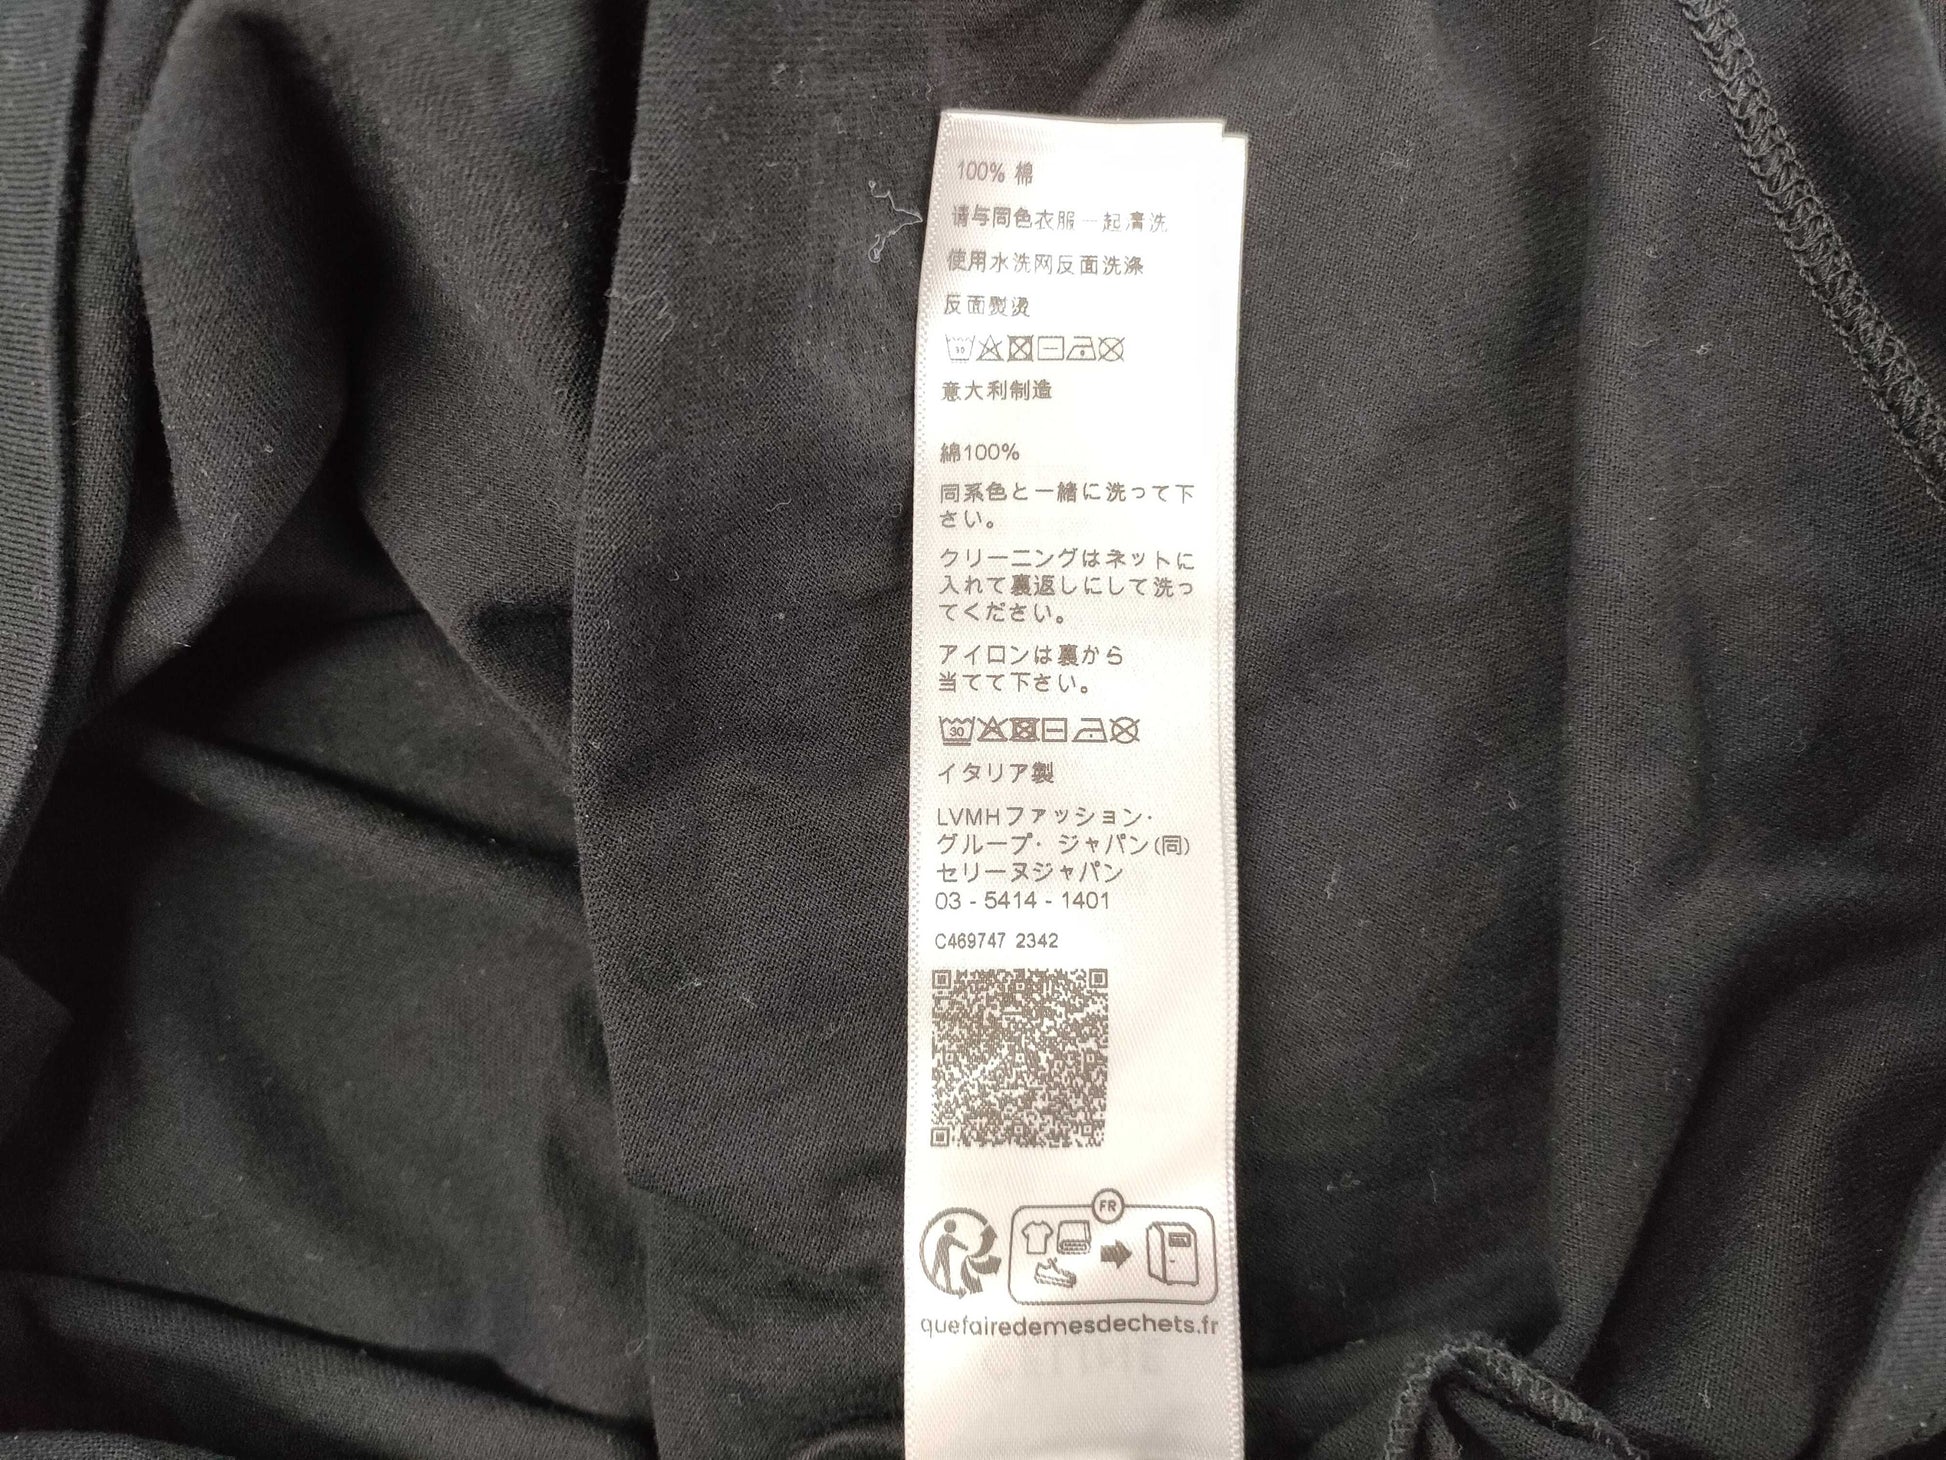 100% 棉
请与同色衣服一起清洗
使用水洗网反面洗涤
反面熨烫
30
意大利制造
綿100%
同系色と一緒に洗って下
さい。
クリーニングはネットに
入れて裏返しにして洗っ
てください。
アイロンは裏から
当てて下さい。
30
イタリア製
LVMHファッション・
グループ・ジャパン(同)
セリーヌジャパン
03 - 5414 - 1401
C469747 2342
FR
quefairedemesdechets.fr